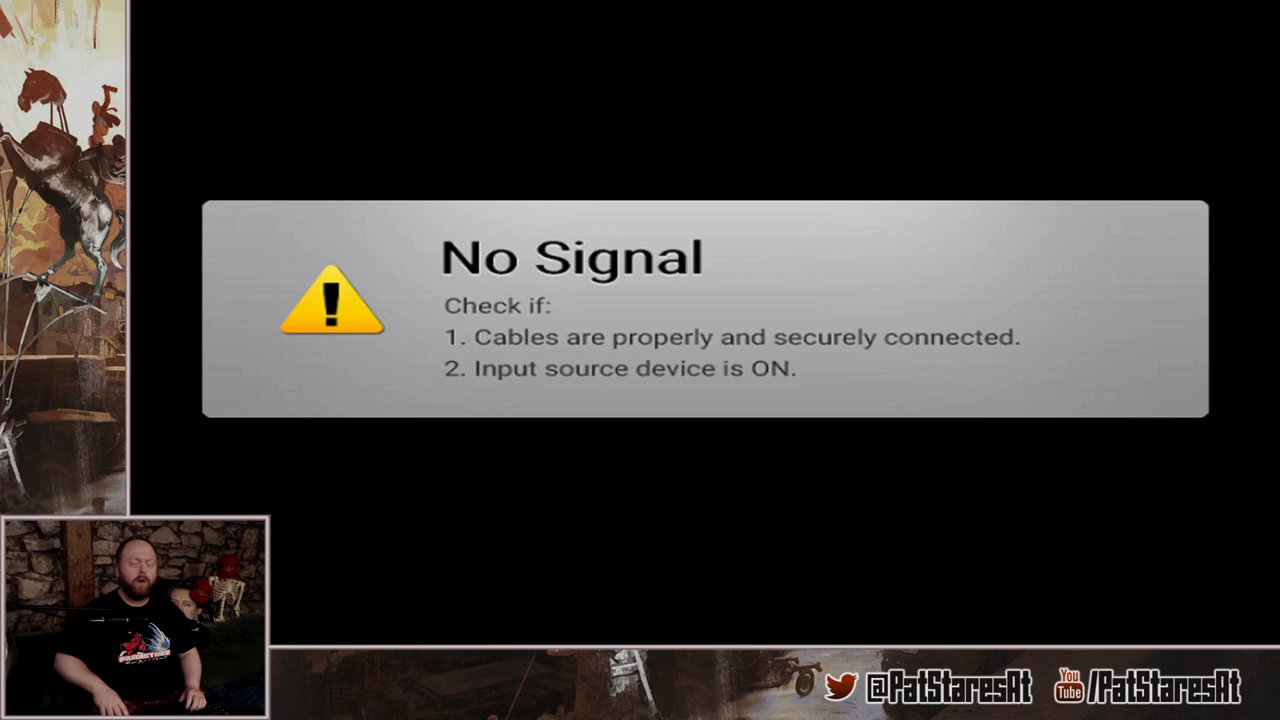 No Signal
Check if:
1. Cables are properly and securely connected.
2. Input source device is ON.
@PatStaresAt
You
Tube
/PatStaresAt